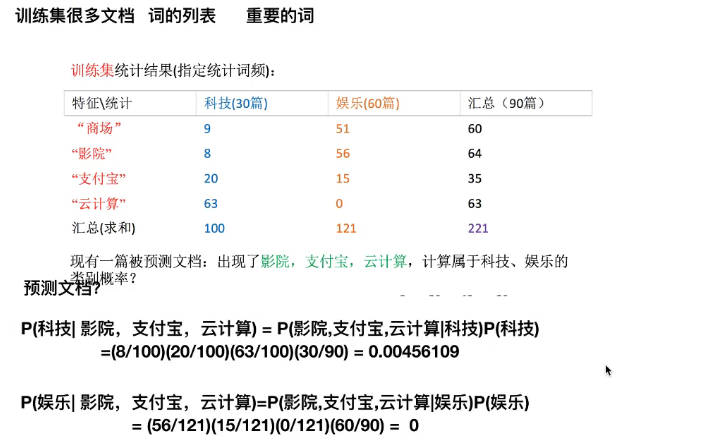 训练集很多文档 词的列表 重要的词
训练集统计结果(指定统计词频)：
特征\统计 科技(30篇) 娱乐(60篇) 汇总（90篇）
“商场” 9 51 60
“影院” 8 56 64
“支付宝” 20 15 35
“云计算” 63 0 63
汇总(求和) 100 121 221
现有一篇被预测文档：出现了影院，支付宝，云计算，计算属于科技、娱乐的
类别概率？
预测文档?
P(科技| 影院，支付宝，云计算) = P(影院,支付宝,云计算|科技)P(科技)
=(8/100)(20/100)(63/100)(30/90) = 0.00456109
P(娱乐| 影院，支付宝，云计算)=P(影院,支付宝,云计算|娱乐)P(娱乐)
= (56/121)(15/121)(0/121)(60/90) = 0